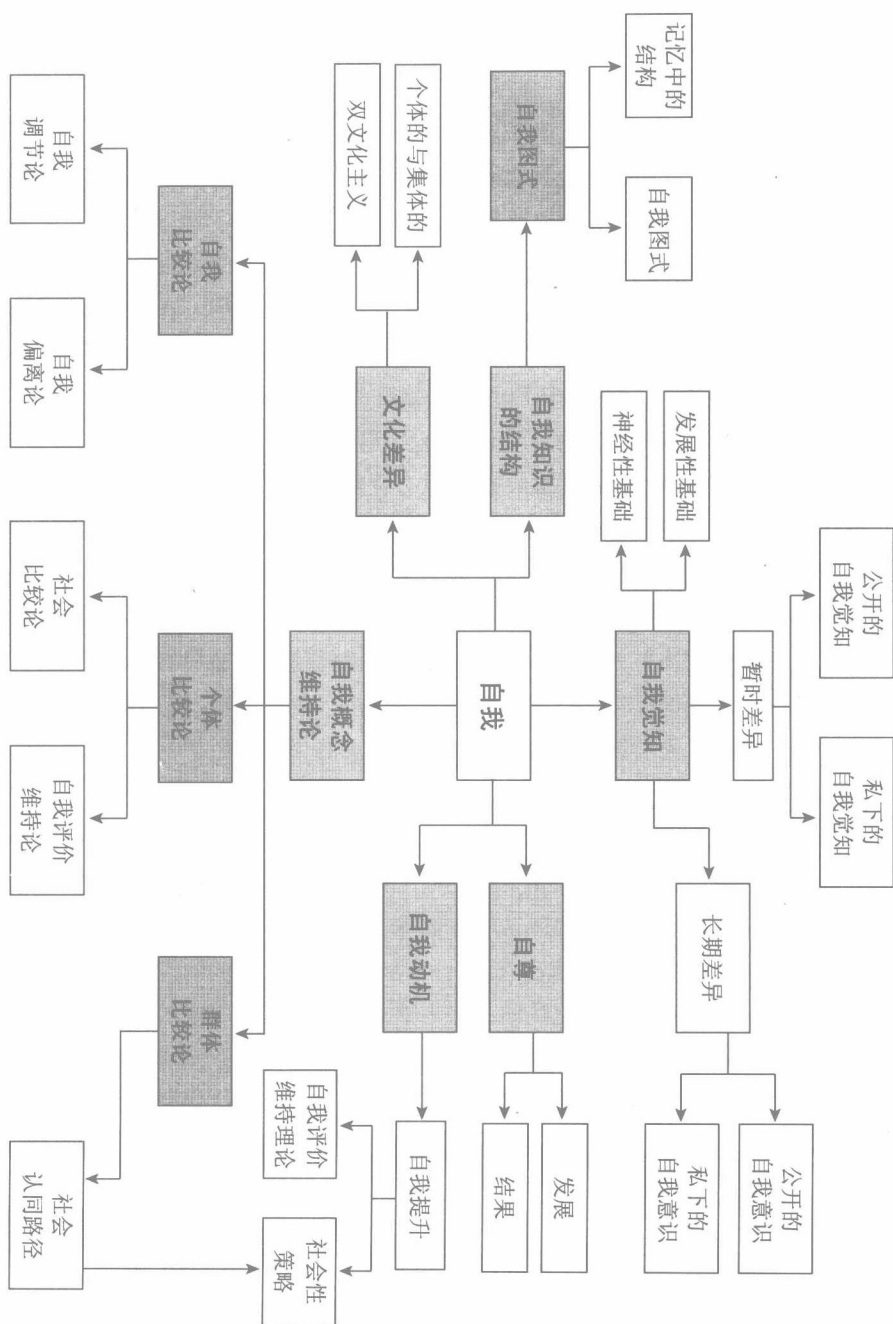 公开的
自我觉知
私下的
自我觉知
暂时差异
长期差异
公开的
自我意识
私下的
自我意识
发展性基础
神经性基础
自我觉知
记忆中的
结构
自我图式
自我图式
自我知识
的结构
个体的与集体的
双文化主义
文化差异
自我
自尊
发展
结果
自我动机
自我提升
自我评价
维持理论
社会性
策略
自我概念
维持论
自我
比较论
个体
比较论
群体
比较论
自我
调节论
自我
偏离论
社会
比较论
自我评价
维持论
社会
认同路径